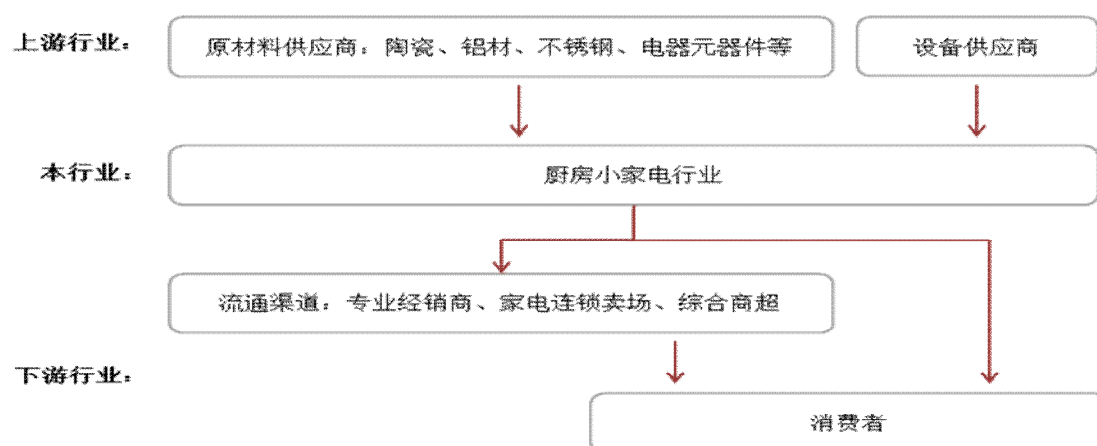 上游行业：
原材料供应商：陶瓷、铝材、不锈钢、电器元器件等
设备供应商
本行业：
厨房小家电行业
流通渠道：专业经销商、家电连锁卖场、综合商超
下游行业：
消费者